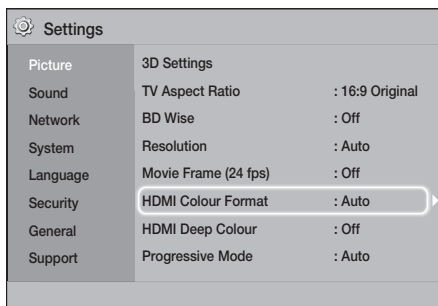 Settings
Picture
Sound
Network
System
Language
Security
General
Support
3D Settings
TV Aspect Ratio : 16:9 Original
BD Wise : Off
Resolution : Auto
Movie Frame (24 fps) : Off
HDMI Colour Format : Auto
HDMI Deep Colour : Off
Progressive Mode : Auto